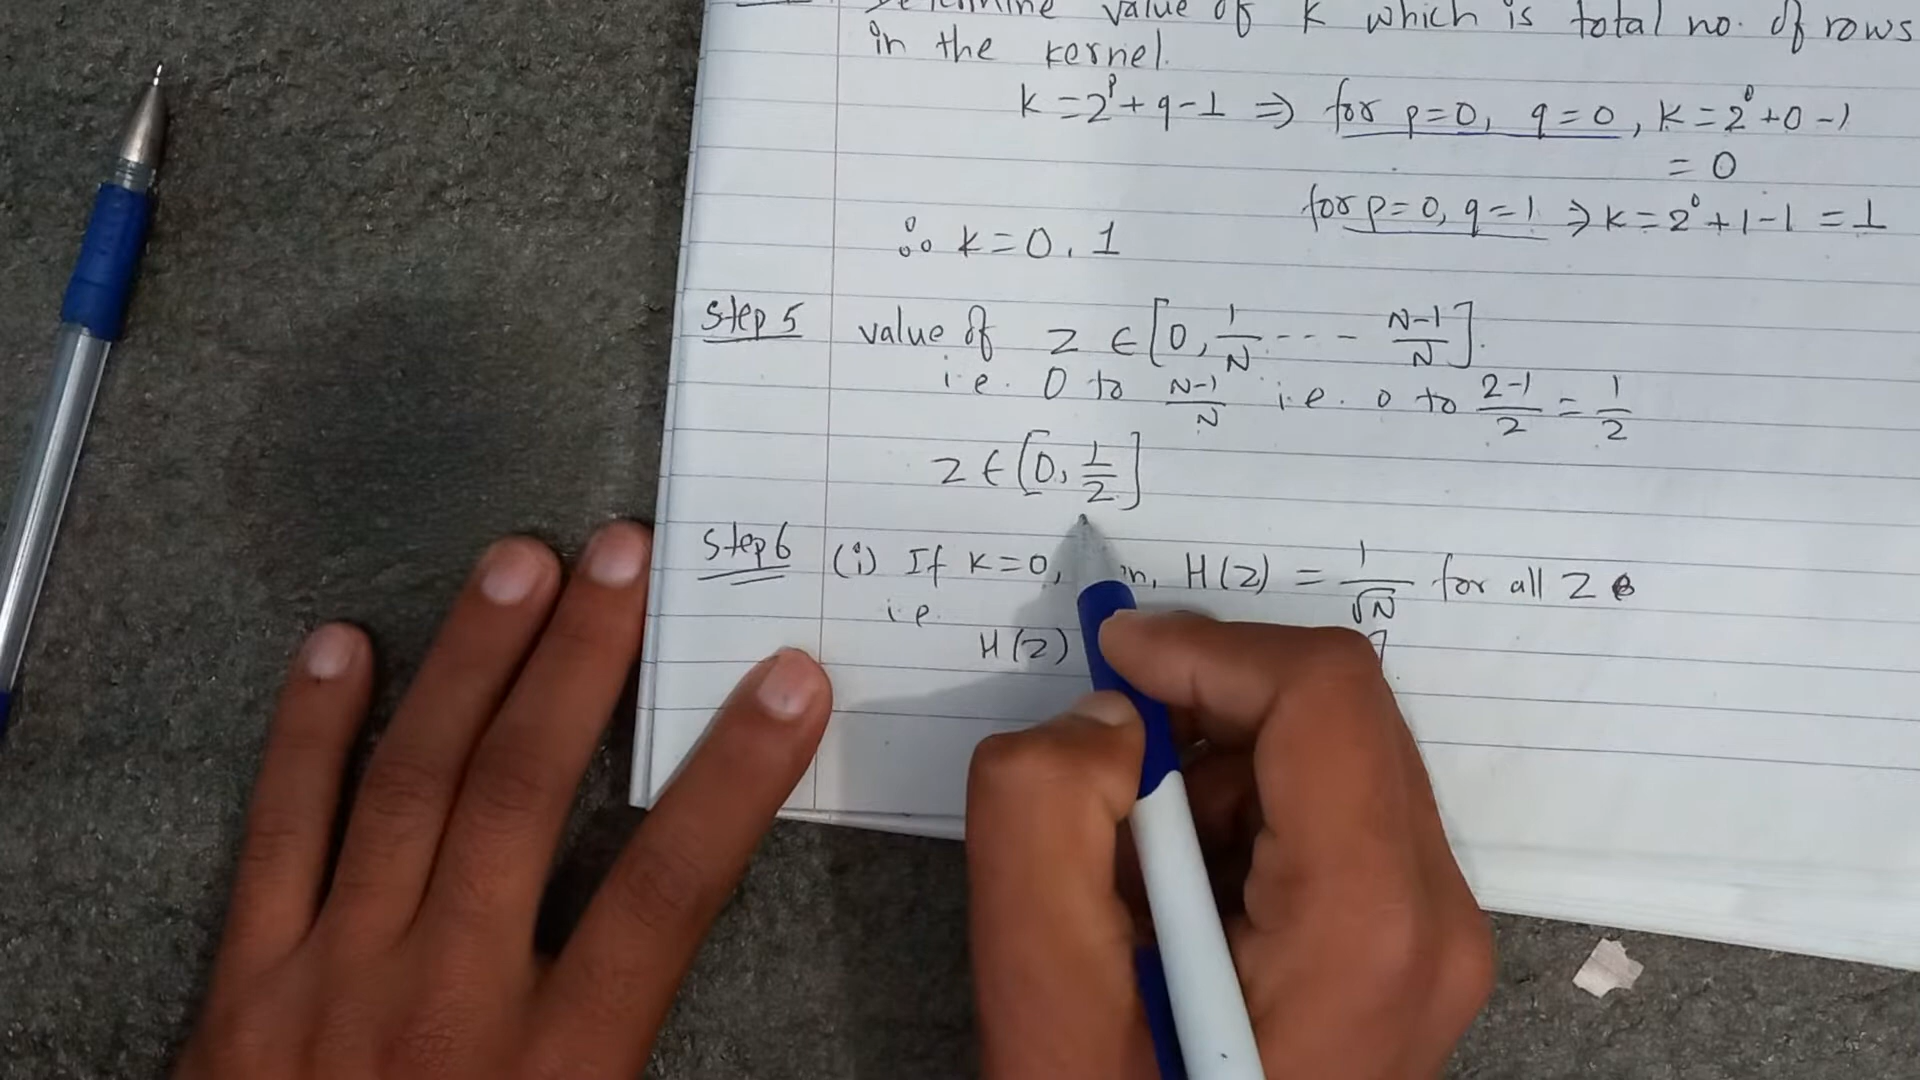 Determine value of K which is total no. of rows
in the kernel.
K = 2^p + q - 1 ⇒ for p=0, q=0, K = 2^0 + 0 - 1
= 0
for p=0, q=1 ⇒ K = 2^0 + 1 - 1 = 1
∴ K = 0, 1
Step 5 value of Z ∈ [0, 1/N --- N-1/N].
i.e. 0 to N-1/N i.e. 0 to 2-1/2 = 1/2
Z ∈ [0, 1/2]
Step 6 (i) If K=0, H(Z) = 1/√N for all Z
i.e.
H(Z)